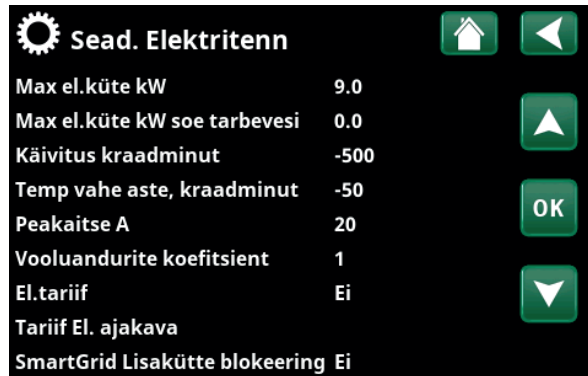 Sead. Elektritenn
Max el.küte kW 9.0
Max el.küte kW soe tarbevesi 0.0
Käivitus kraadminut -500
Temp vahe aste, kraadminut -50
Peakaitse A 20
Vooluandurite koefitsient 1
El.tariif Ei
Tariif El. ajakava
SmartGrid Lisakütte blokeering Ei
OK